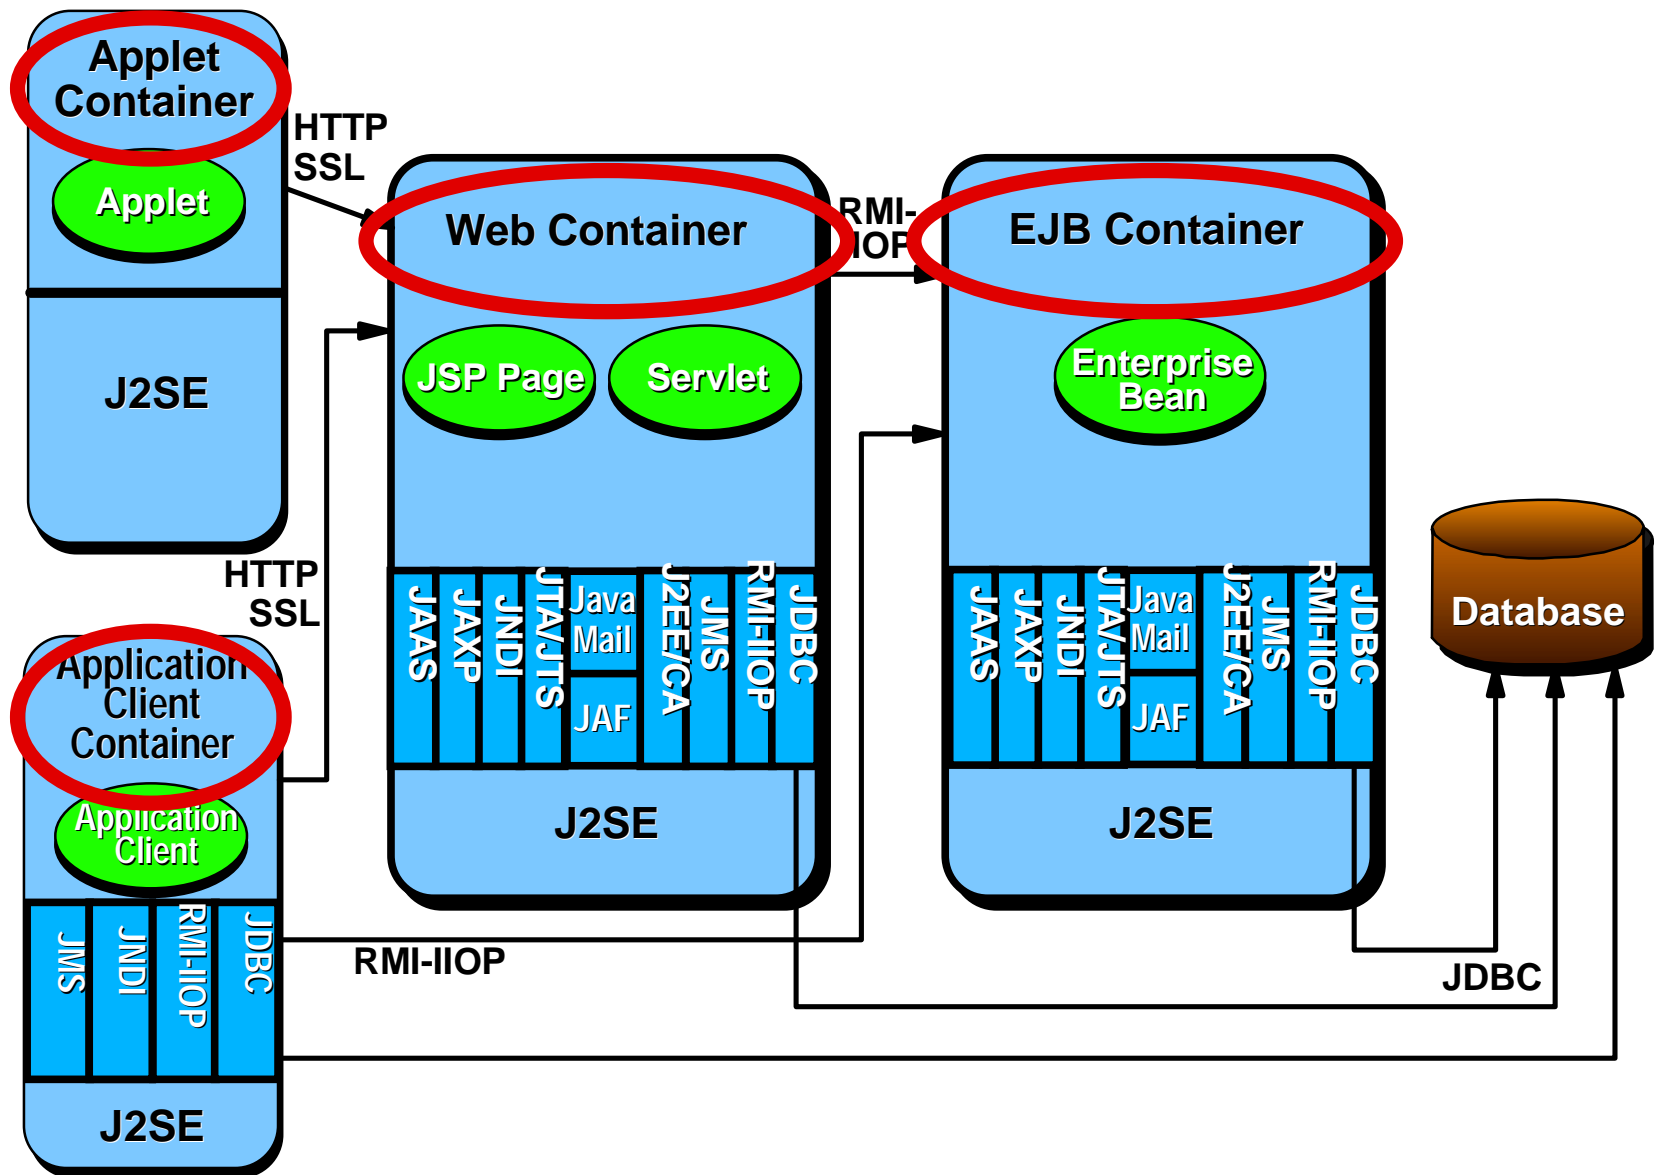 Applet
Container
Applet
J2SE
HTTP
SSL
Web Container
JSP Page
Servlet
JAAS
JAXP
JNDI
JTA/JTS
Java
Mail
JAF
J2EE/CA
JMS
RMI-IIOP
JDBC
J2SE
RMI-
IIOP
EJB Container
Enterprise
Bean
JAAS
JAXP
JNDI
JTA/JTS
Java
Mail
JAF
J2EE/CA
JMS
RMI-IIOP
JDBC
J2SE
Database
HTTP
SSL
Application
Client
Container
Application
Client
JMS
JNDI
RMI-IIOP
JDBC
J2SE
RMI-IIOP
JDBC